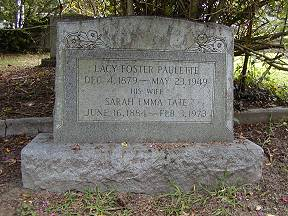 LACY FOSTER PAULETTE
DEC. 4, 1879 — MAY 23, 1949
HIS WIFE
SARAH EMMA TATE
JUNE 16, 1884 — FEB. 3, 1973